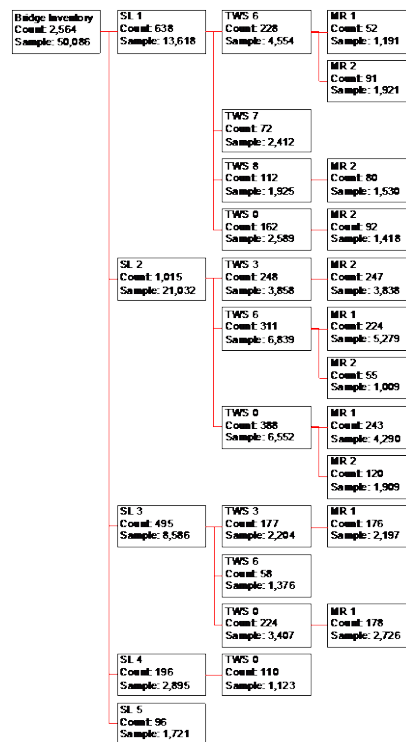 Bridge Inventory
Count: 2,564
Sample: 50,086
SL 1
Count: 638
Sample: 13,618
TWS 6
Count: 228
Sample: 4,554
MR 1
Count: 52
Sample: 1,191
MR 2
Count: 91
Sample: 1,921
TWS 7
Count: 72
Sample: 2,412
TWS 8
Count: 112
Sample: 1,925
MR 2
Count: 80
Sample: 1,530
TWS 0
Count: 162
Sample: 2,589
MR 2
Count: 92
Sample: 1,418
SL 2
Count: 1,015
Sample: 21,032
TWS 3
Count: 248
Sample: 3,858
MR 2
Count: 247
Sample: 3,838
TWS 6
Count: 311
Sample: 6,839
MR 1
Count: 224
Sample: 5,279
MR 2
Count: 55
Sample: 1,009
TWS 0
Count: 388
Sample: 6,552
MR 1
Count: 243
Sample: 4,290
MR 2
Count: 120
Sample: 1,909
SL 3
Count: 495
Sample: 8,586
TWS 3
Count: 177
Sample: 2,204
MR 1
Count: 176
Sample: 2,197
TWS 6
Count: 58
Sample: 1,376
TWS 0
Count: 224
Sample: 3,407
MR 1
Count: 178
Sample: 2,726
SL 4
Count: 196
Sample: 2,895
TWS 0
Count: 110
Sample: 1,123
SL 5
Count: 96
Sample: 1,721